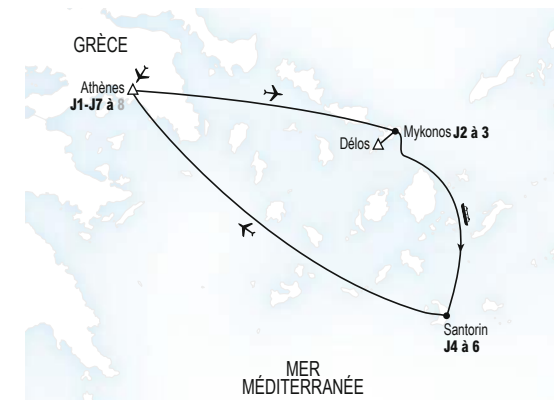 GRÈCE
Athènes
J1-J7 à 8
Mykonos J2 à 3
Délos
Santorin
J4 à 6
MER
MÉDITERRANÉE